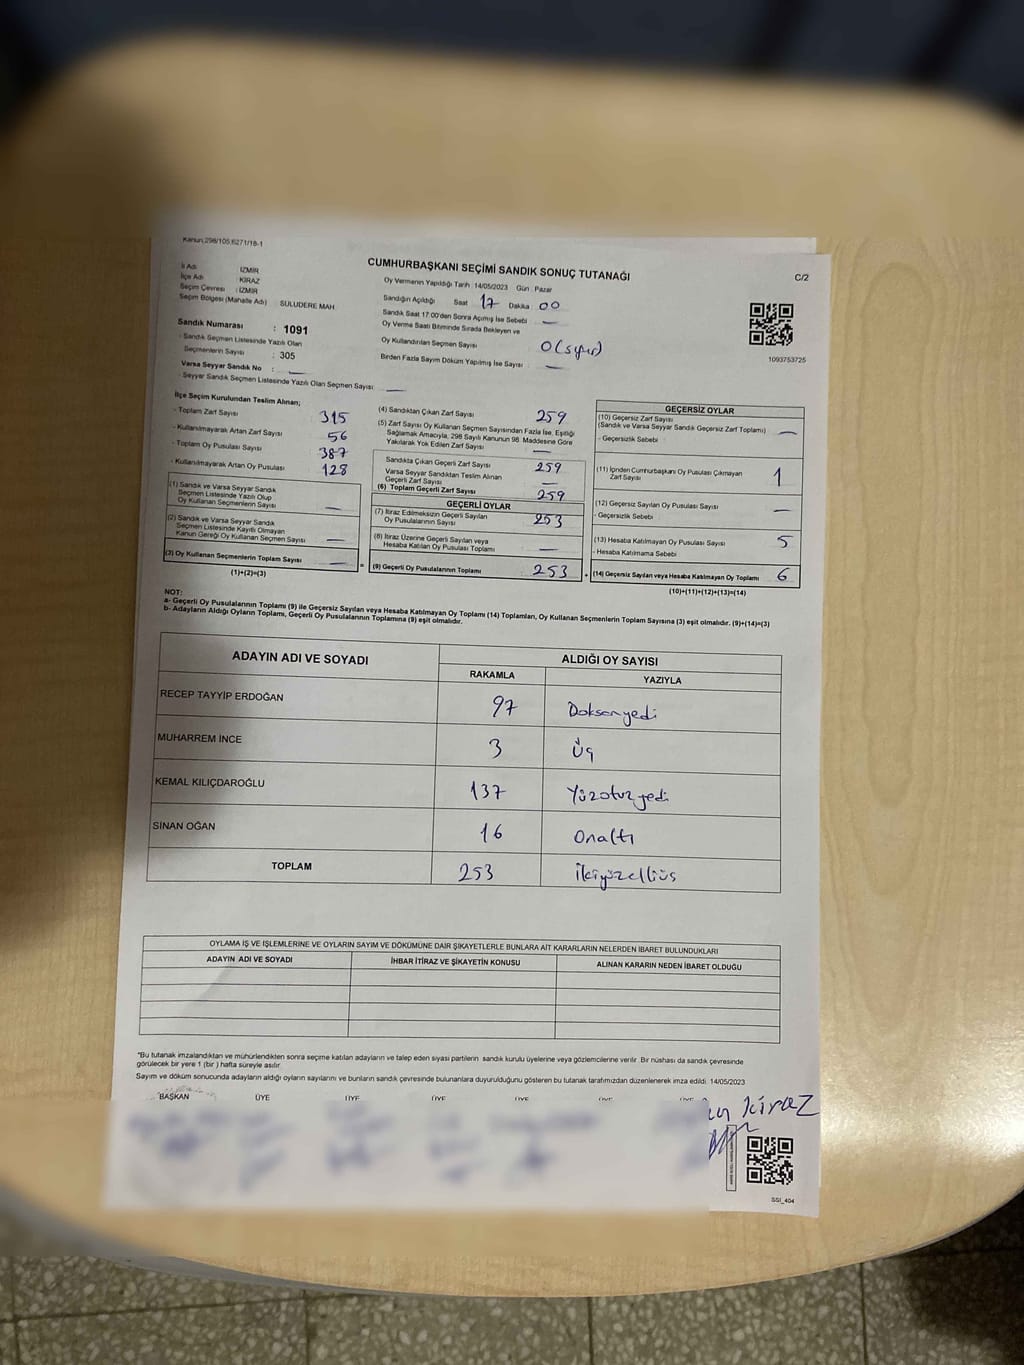 Kanun,298/105,6271/18-1
CUMHURBAŞKANI SEÇİMİ SANDIK SONUÇ TUTANAĞI
C/2
İl Adı : İZMİR
İlçe Adı : KİRAZ
Seçim Çevresi : İZMİR
Seçim Bölgesi (Mahalle Adı) : SULUDERE MAH.
Oy Vermenin Yapıldığı Tarih : 14/05/2023 Gün : Pazar
Sandığın Açıldığı Saat 17 Dakika 00
Sandık Saat 17:00'den Sonra Açılmış İse Sebebi —
Oy Verme Saati Bitiminde Sırada Bekleyen ve
Oy Kullandırılan Seçmen Sayısı 0 (sıfır)
Birden Fazla Sayım Döküm Yapılmış İse Sayısı : —
1093753725
Sandık Numarası : 1091
- Sandık Seçmen Listesinde Yazılı Olan
Seçmenlerin Sayısı : 305
Varsa Seyyar Sandık No : —
- Seyyar Sandık Seçmen Listesinde Yazılı Olan Seçmen Sayısı: —
İlçe Seçim Kurulundan Teslim Alınan;
- Toplam Zarf Sayısı 315
- Kullanılmayarak Artan Zarf Sayısı 56
- Toplam Oy Pusulası Sayısı 387
- Kullanılmayarak Artan Oy Pusulası 128
(1) Sandık ve Varsa Seyyar Sandık
Seçmen Listesinde Yazılı Olup
Oy Kullanan Seçmenlerin Sayısı —
(2) Sandık ve Varsa Seyyar Sandık
Seçmen Listesinde Kayıtlı Olmayan
Kanun Gereği Oy Kullanan Seçmen Sayısı —
(3) Oy Kullanan Seçmenlerin Toplam Sayısı —
(1)+(2)=(3)
(4) Sandıktan Çıkan Zarf Sayısı 259
(5) Zarf Sayısı Oy Kullanan Seçmen Sayısından Fazla İse, Eşitliği
Sağlamak Amacıyla; 298 Sayılı Kanunun 98. Maddesine Göre
Yakılarak Yok Edilen Zarf Sayısı —
Sandıkta Çıkan Geçerli Zarf Sayısı 259
Varsa Seyyar Sandıktan Teslim Alınan
Geçerli Zarf Sayısı —
(6) Toplam Geçerli Zarf Sayısı 259
GEÇERLİ OYLAR
(7) İtiraz Edilmeksizin Geçerli Sayılan
Oy Pusulalarının Sayısı 253
(8) İtiraz Üzerine Geçerli Sayılan veya
Hesaba Katılan Oy Pusulası Toplamı —
(9) Geçerli Oy Pusulalarının Toplamı 253
GEÇERSİZ OYLAR
(10) Geçersiz Zarf Sayısı
(Sandık ve Varsa Seyyar Sandık Geçersiz Zarf Toplamı) —
- Geçersizlik Sebebi
(11) İçinden Cumhurbaşkanı Oy Pusulası Çıkmayan
Zarf Sayısı 1
(12) Geçersiz Sayılan Oy Pusulası Sayısı —
- Geçersizlik Sebebi
(13) Hesaba Katılmayan Oy Pusulası Sayısı 5
- Hesaba Katılmama Sebebi
(14) Geçersiz Sayılan veya Hesaba Katılmayan Oy Toplamı 6
(10)+(11)+(12)+(13)=(14)
NOT:
a- Geçerli Oy Pusulalarının Toplamı (9) ile Geçersiz Sayılan veya Hesaba Katılmayan Oy Toplamı (14) Toplamları, Oy Kullanan Seçmenlerin Toplam Sayısına (3) eşit olmalıdır. (9)+(14)=(3)
b- Adayların Aldığı Oyların Toplamı, Geçerli Oy Pusulalarının Toplamına (9) eşit olmalıdır.
ADAYIN ADI VE SOYADI ALDIĞI OY SAYISI
RAKAMLA YAZIYLA
RECEP TAYYİP ERDOĞAN 97 Doksanyedi
MUHARREM İNCE 3 Üç
KEMAL KILIÇDAROĞLU 137 Yüzotuzyedi
SİNAN OĞAN 16 Onaltı
TOPLAM 253 İkiyüzelliüç
OYLAMA İŞ VE İŞLEMLERİNE VE OYLARIN SAYIM VE DÖKÜMÜNE DAİR ŞİKAYETLERLE BUNLARA AİT KARARLARIN NELERDEN İBARET BULUNDUKLARI
ADAYIN ADI VE SOYADI İHBAR İTİRAZ VE ŞİKAYETİN KONUSU ALINAN KARARIN NEDEN İBARET OLDUĞU
"Bu tutanak imzalandıktan ve mühürlendikten sonra seçime katılan adayların ve talep eden siyasi partilerin sandık kurulu üyelerine veya gözlemcilerine verilir. Bir nüshası da sandık çevresinde
görülecek bir yere 1 (bir ) hafta süreyle asılır.
Sayım ve döküm sonucunda adayların aldığı oyların sayılarını ve bunların sandık çevresinde bulunanlara duyurulduğunu gösteren bu tutanak tarafımızdan düzenlenerek imza edildi. 14/05/2023
BAŞKAN ÜYE ÜYE ÜYE ÜYE ÜYE ÜYE
kiraz
SSI_404